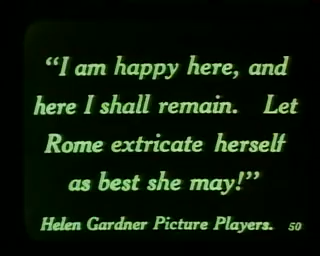 “I am happy here, and
here I shall remain. Let
Rome extricate herself
as best she may!”
Helen Gardner Picture Players. 50